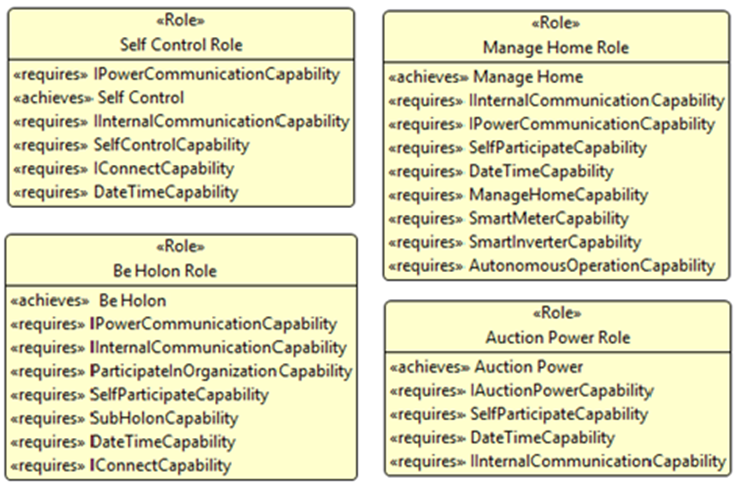 «Role»
Self Control Role
«requires» IPowerCommunicationCapability
«achieves» Self Control
«requires» IInternalCommunicationCapability
«requires» SelfControlCapability
«requires» IConnectCapability
«requires» DateTimeCapability
«Role»
Manage Home Role
«achieves» Manage Home
«requires» IInternalCommunicationCapability
«requires» IPowerCommunicationCapability
«requires» SelfParticipateCapability
«requires» DateTimeCapability
«requires» ManageHomeCapability
«requires» SmartMeterCapability
«requires» SmartInverterCapability
«requires» AutonomousOperationCapability
«Role»
Be Holon Role
«achieves» Be Holon
«requires» IPowerCommunicationCapability
«requires» IInternalCommunicationCapability
«requires» IParticipateInOrganizationCapability
«requires» SelfParticipateCapability
«requires» SubHolonCapability
«requires» IDateTimeCapability
«requires» IConnectCapability
«Role»
Auction Power Role
«achieves» Auction Power
«requires» IAuctionPowerCapability
«requires» SelfParticipateCapability
«requires» DateTimeCapability
«requires» IInternalCommunicationCapability